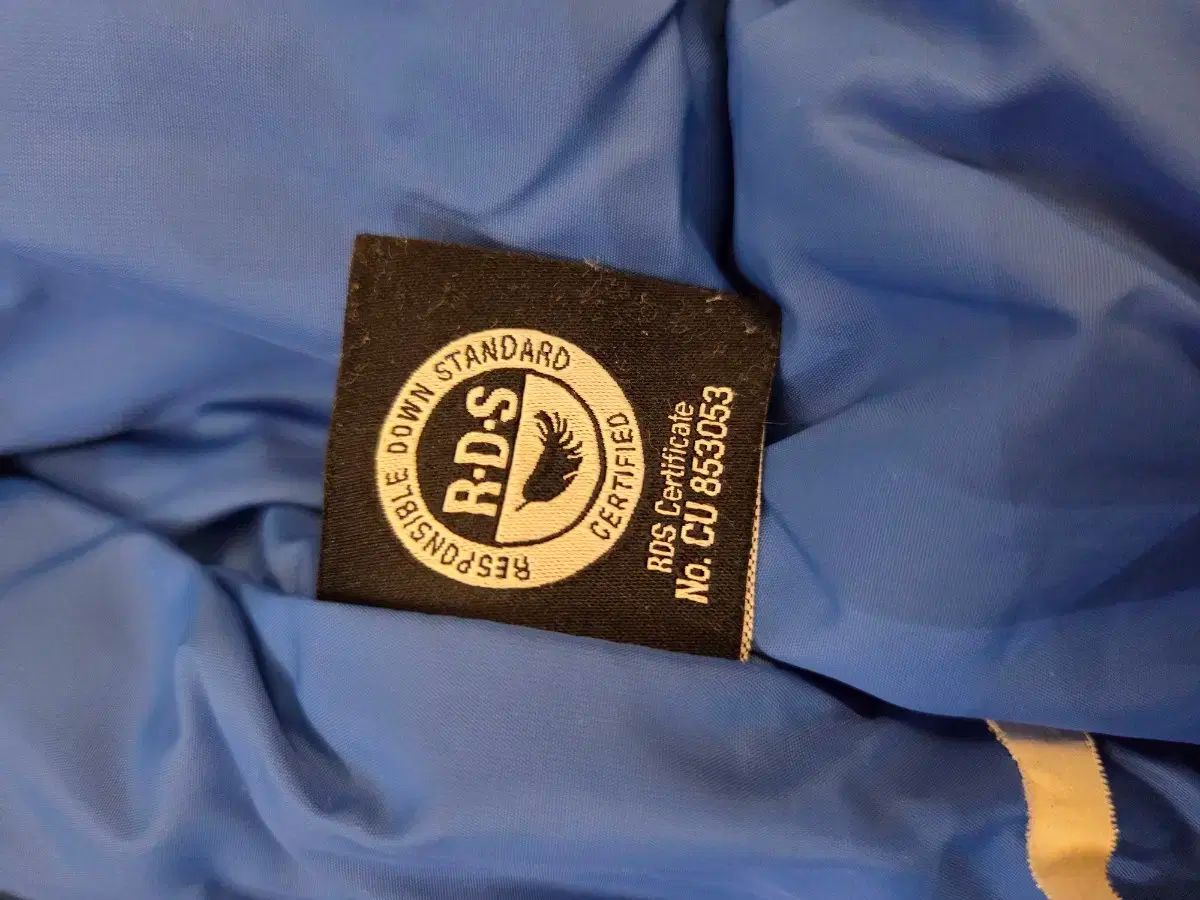 RESPONSIBLE DOWN STANDARD
R·D·S
CERTIFIED
RDS Certificate
No. CU 853053